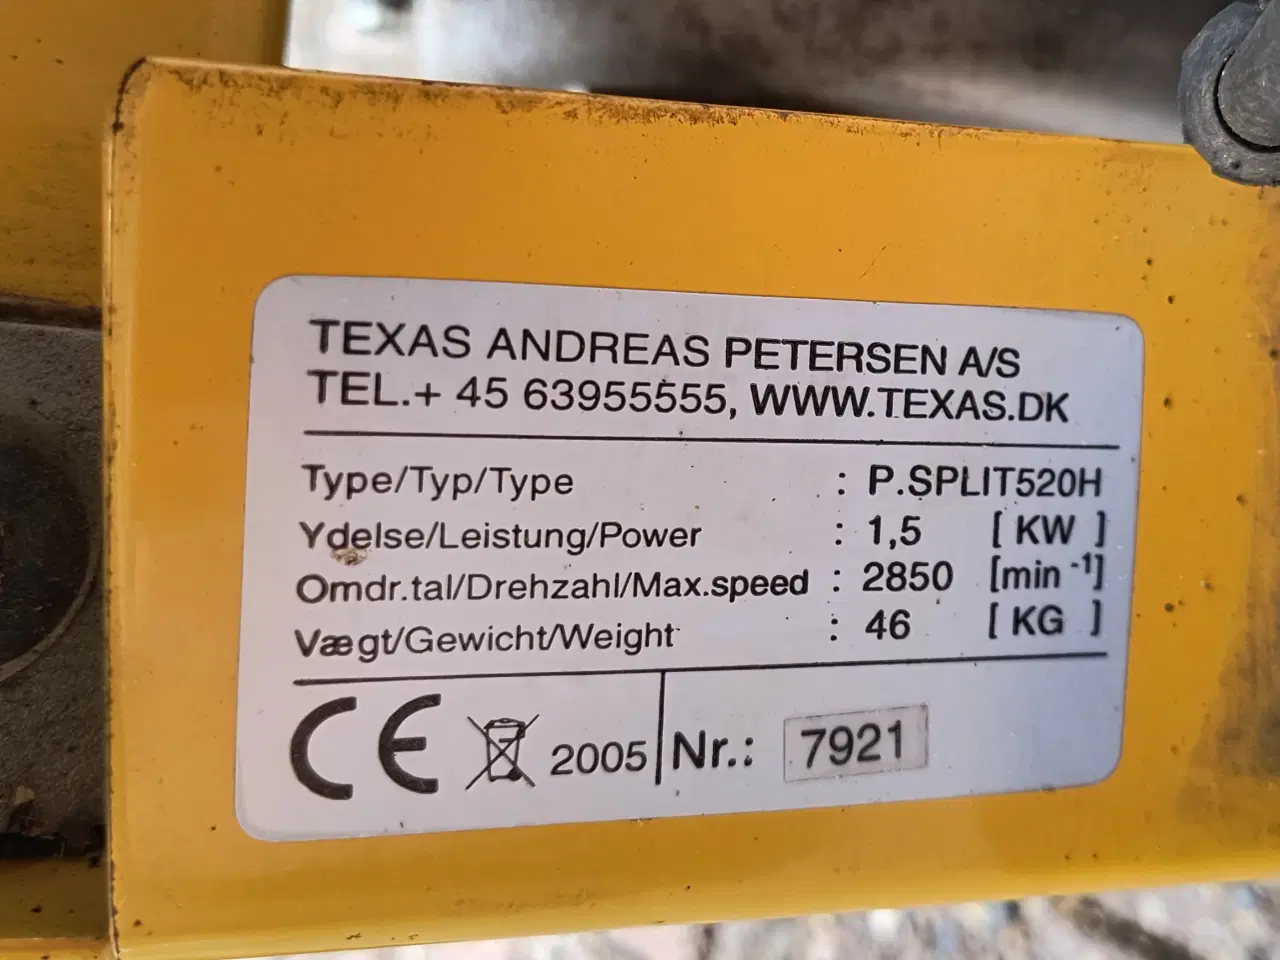 TEXAS ANDREAS PETERSEN A/S
TEL.+ 45 63955555, WWW.TEXAS.DK
Type/Typ/Type : P.SPLIT520H
Ydelse/Leistung/Power : 1,5 [ KW ]
Omdr.tal/Drehzahl/Max.speed : 2850 [min -1]
Vægt/Gewicht/Weight : 46 [ KG ]
CE 2005 Nr.: 7921